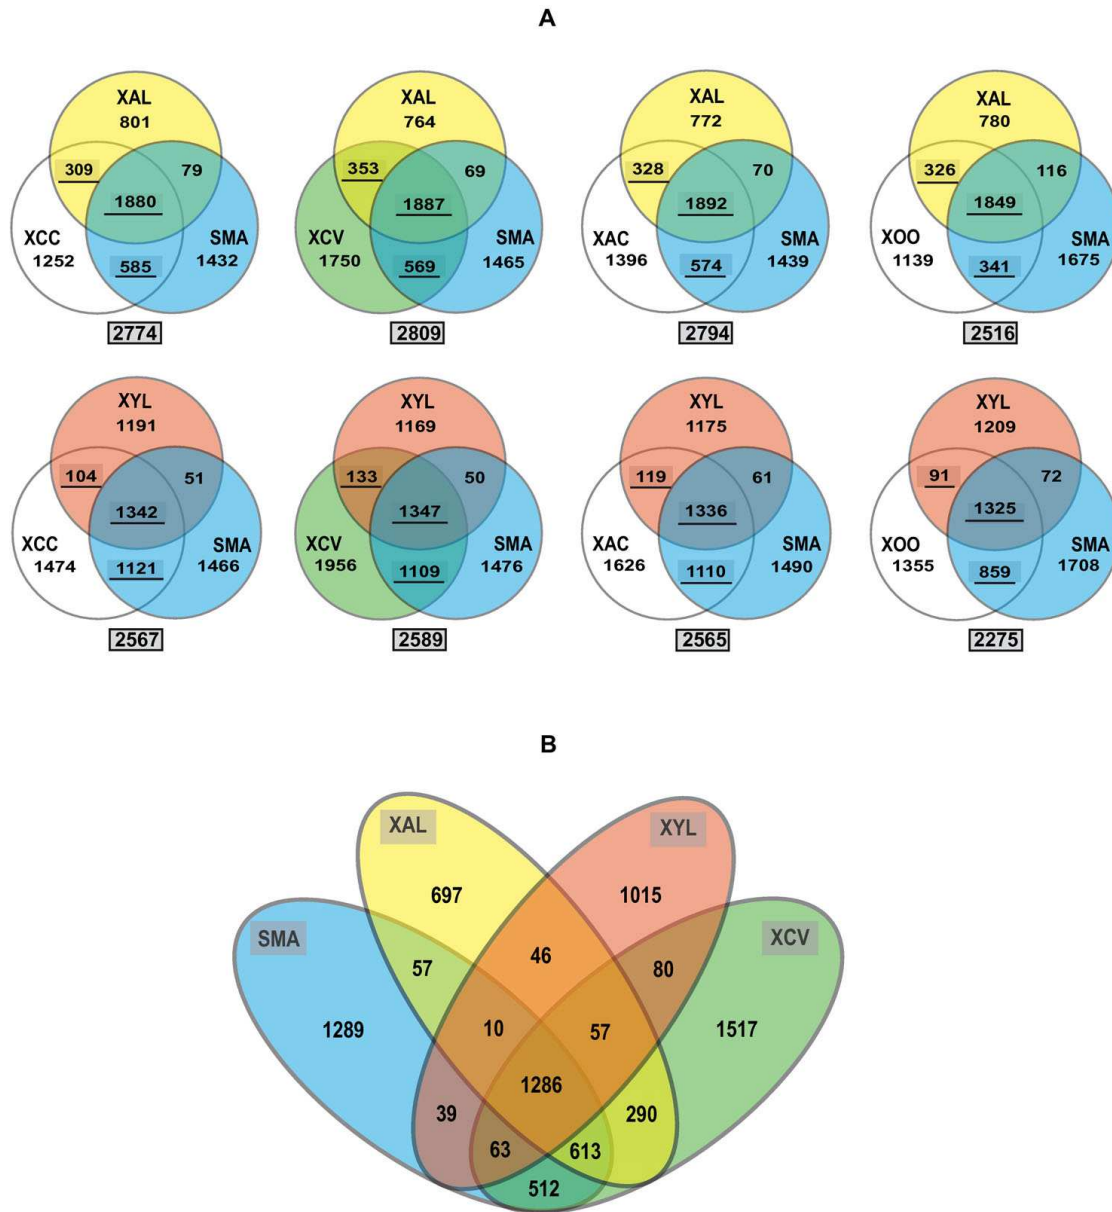 A
XAL XAL XAL XAL
801 764 772 780
309 79 353 69 328 70 326 116
1880 1887 1892 1849
XCC SMA XCV SMA XAC SMA XOO SMA
1252 585 1432 1750 569 1465 1396 574 1439 1139 341 1675
2774 2809 2794 2516
XYL XYL XYL XYL
1191 1169 1175 1209
104 51 133 50 119 61 91 72
1342 1347 1336 1325
XCC SMA XCV SMA XAC SMA XOO SMA
1474 1121 1466 1956 1109 1476 1626 1110 1490 1355 859 1708
2567 2589 2565 2275
B
XAL XYL
697 1015
SMA XCV
57 46 80
1289 10 57 1517
1286
39 290
63 613
512